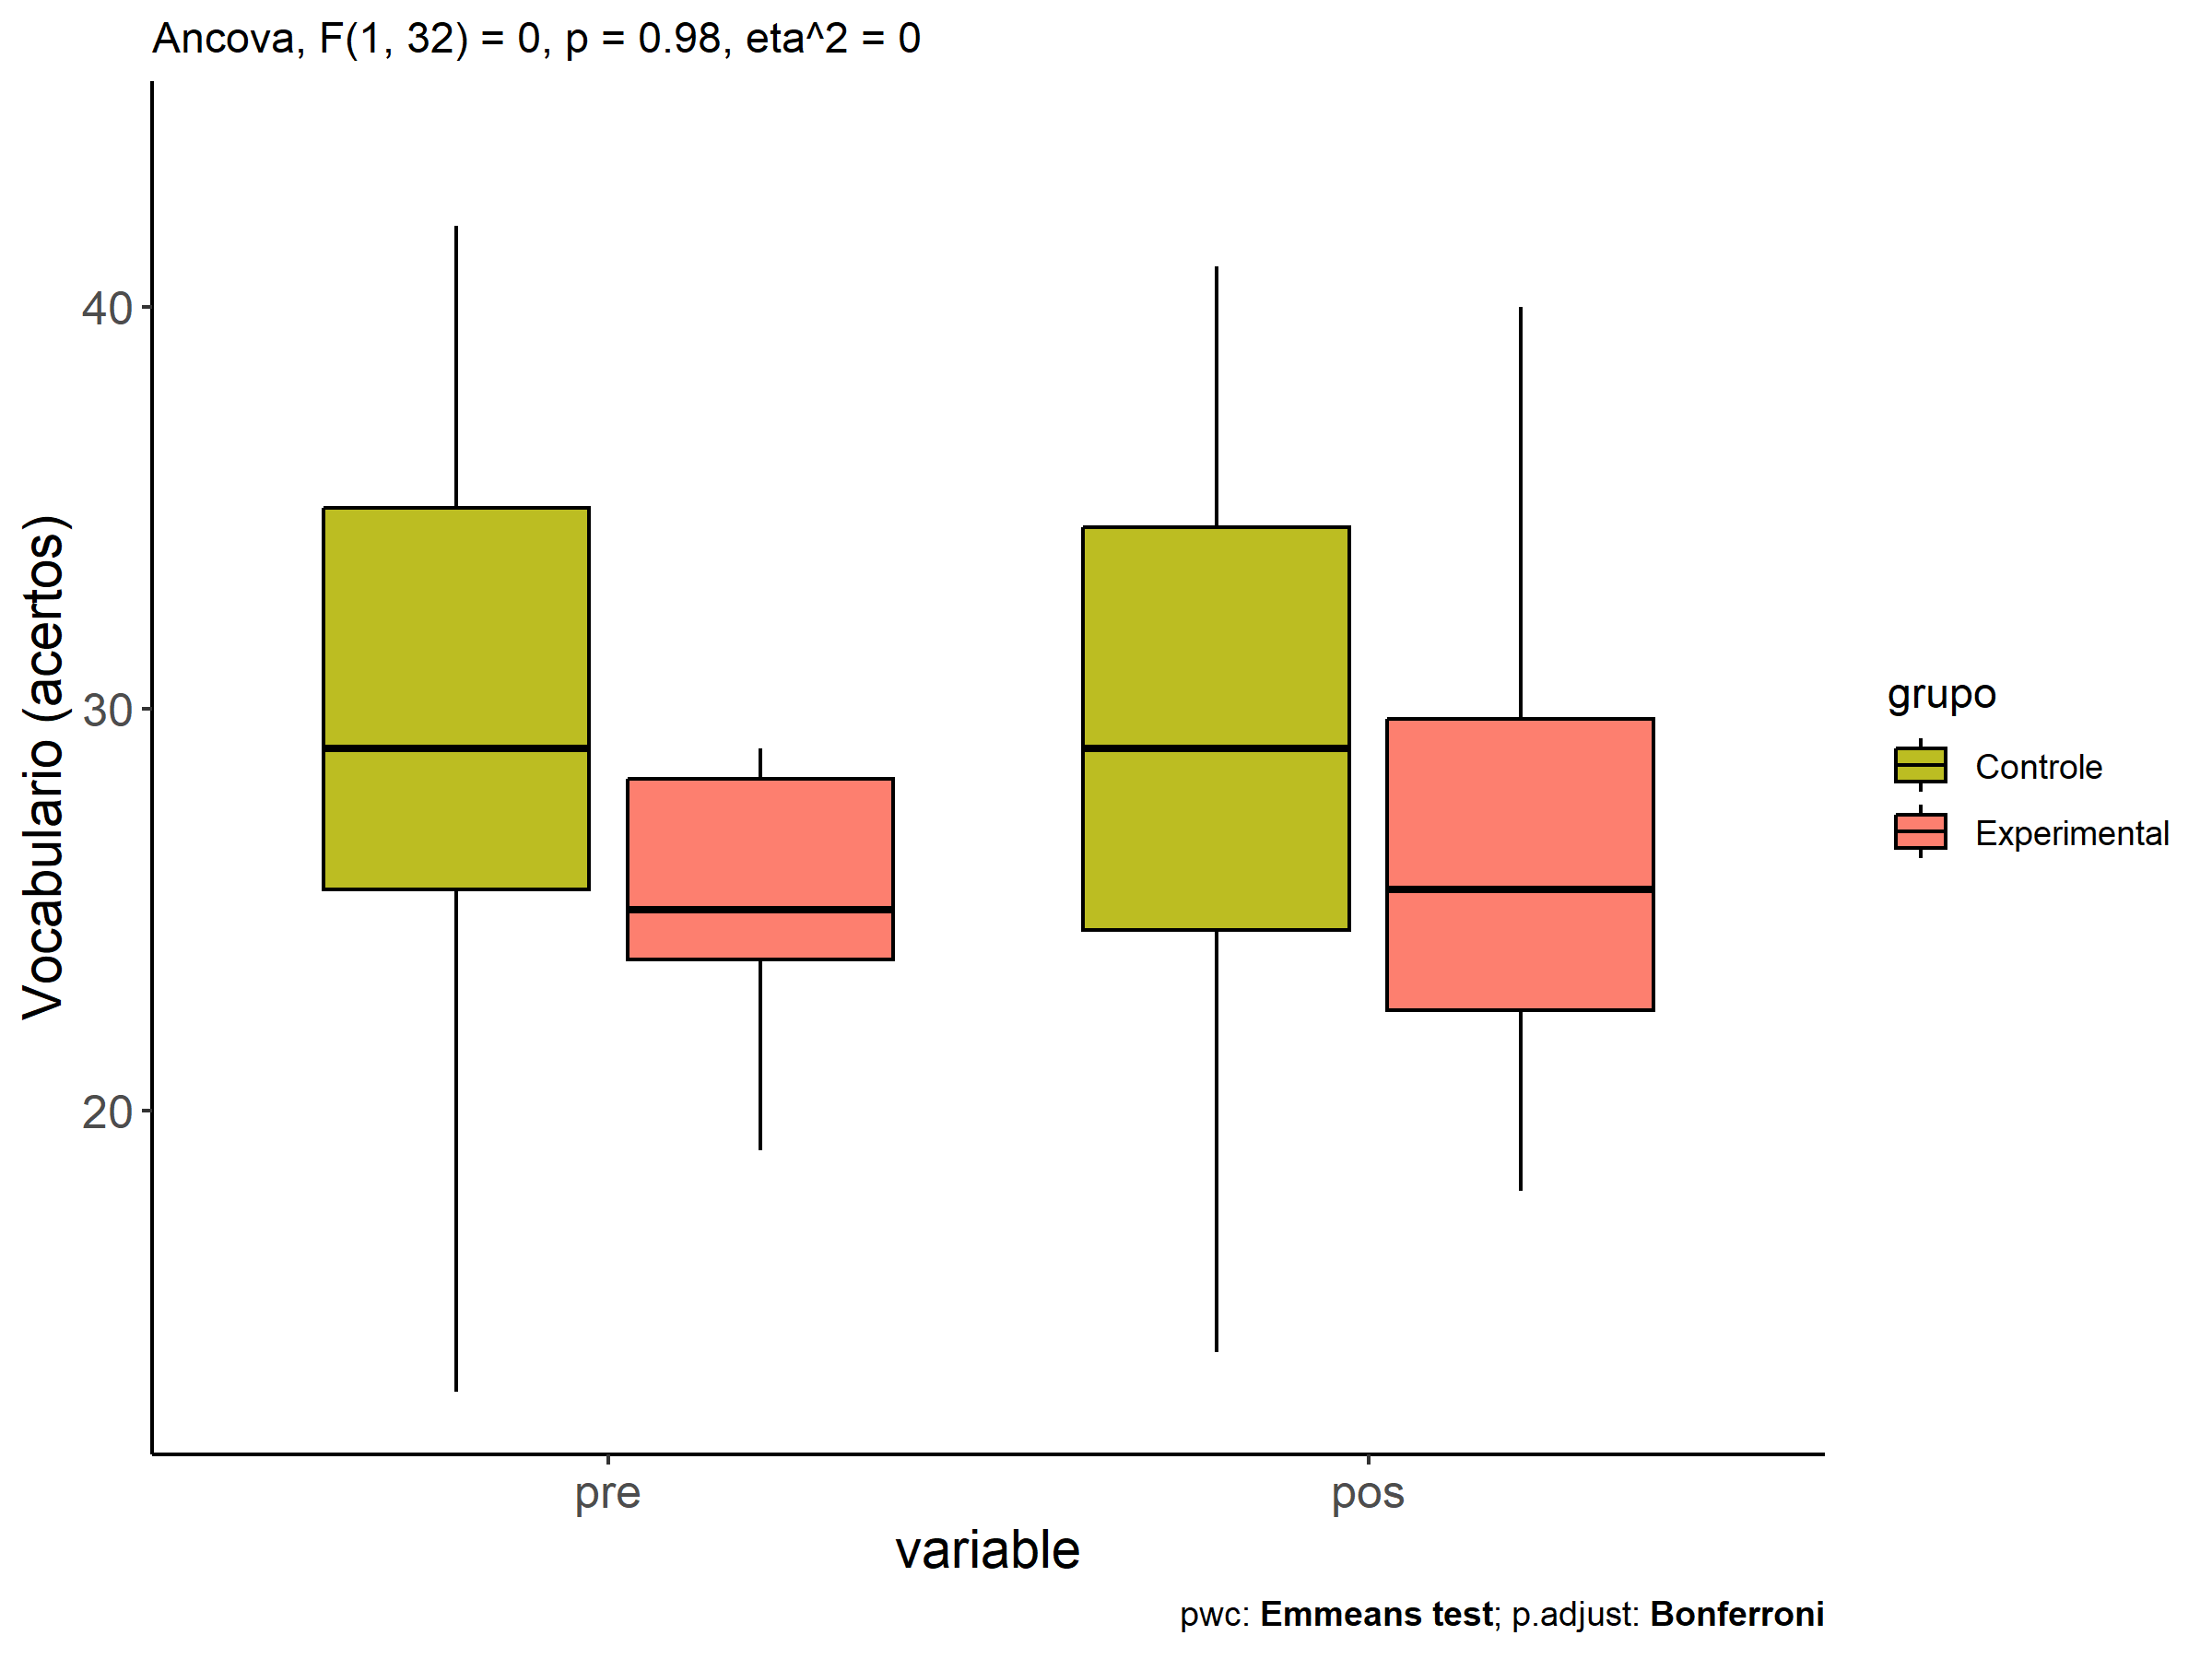 Ancova, F(1, 32) = 0, p = 0.98, eta^2 = 0
Vocabulario (acertos)
40
30
20
pre
pos
variable
grupo
Controle
Experimental
pwc: Emmeans test; p.adjust: Bonferroni